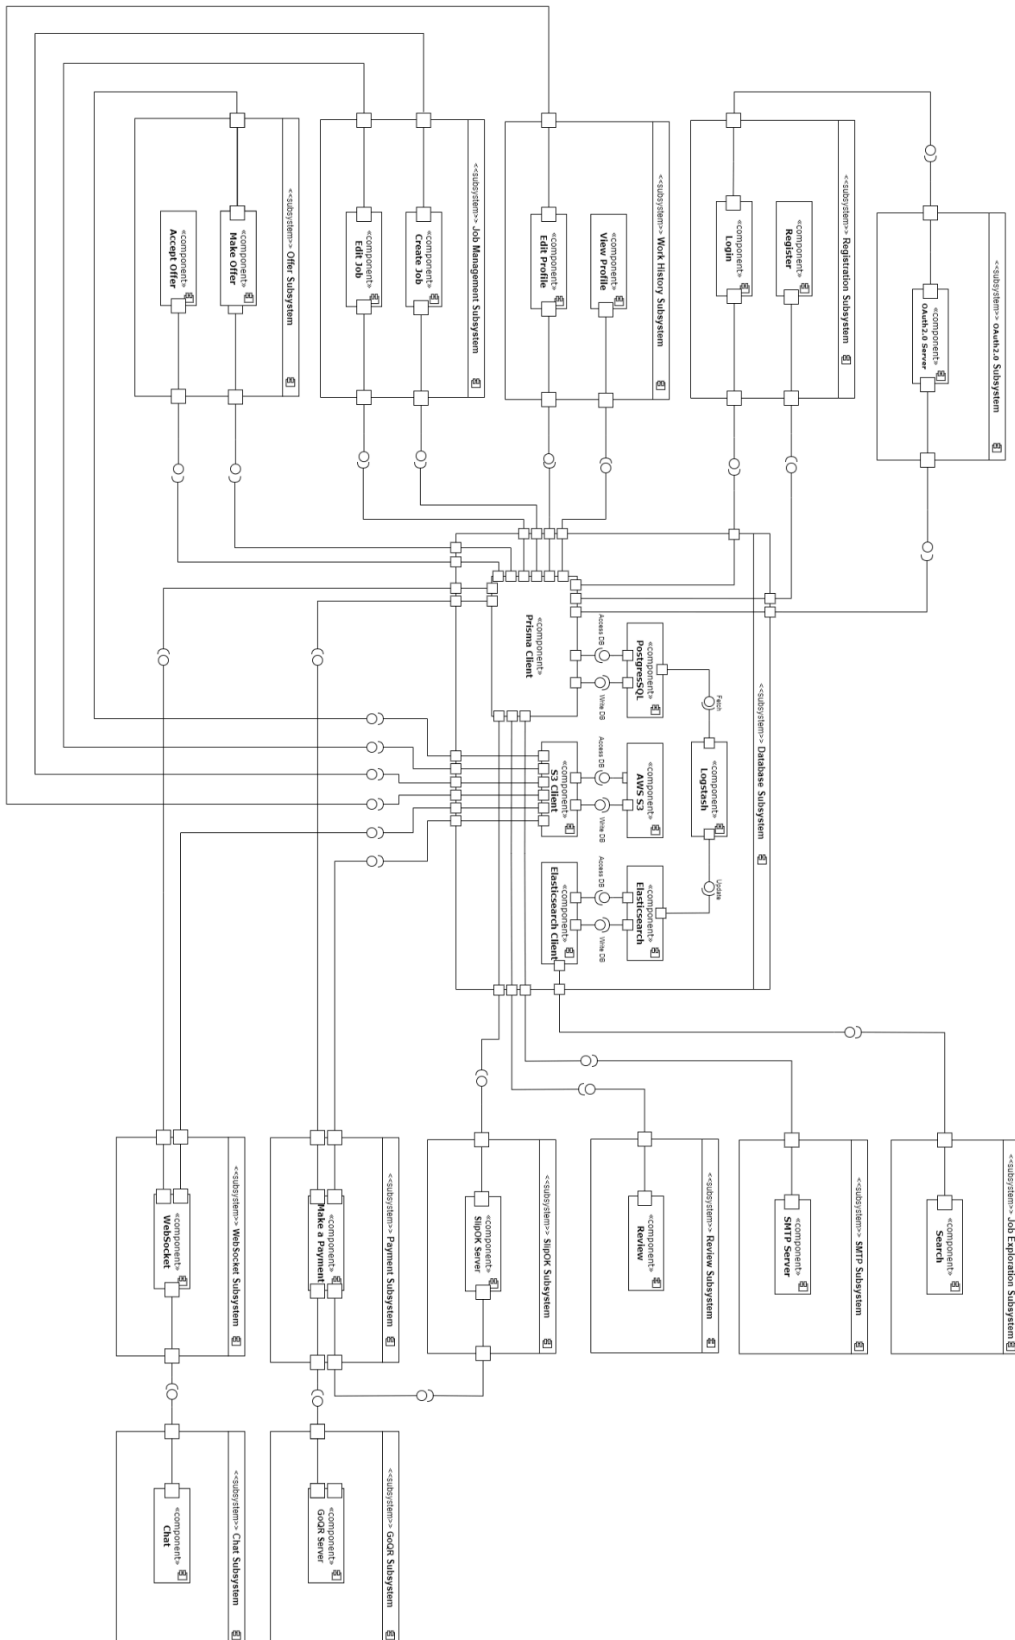 <<subsystem>> OAuth2.0 Subsystem
«component»
OAuth2.0 Server
<<subsystem>> Registration Subsystem
«component»
Register
«component»
Login
<<subsystem>> Work History Subsystem
«component»
View Profile
«component»
Edit Profile
<<subsystem>> Job Management Subsystem
«component»
Create Job
«component»
Edit Job
<<subsystem>> Offer Subsystem
«component»
Make Offer
«component»
Accept Offer
<<subsystem>> Database Subsystem
Fetch
«component»
Logstash
Update
«component»
PostgresSQL
«component»
AWS S3
«component»
Elasticsearch
Access DB
Write DB
Access DB
Write DB
Access DB
Write DB
«component»
Prisma Client
«component»
S3 Client
«component»
Elasticsearch Client
<<subsystem>> Job Exploration Subsystem
«component»
Search
<<subsystem>> SMTP Subsystem
«component»
SMTP Server
<<subsystem>> Review Subsystem
«component»
Review
<<subsystem>> SlipOK Subsystem
«component»
SlipOK Server
<<subsystem>> Payment Subsystem
«component»
Make a Payment
<<subsystem>> WebSocket Subsystem
«component»
WebSocket
<<subsystem>> GoQR Subsystem
«component»
GoQR Server
<<subsystem>> Chat Subsystem
«component»
Chat